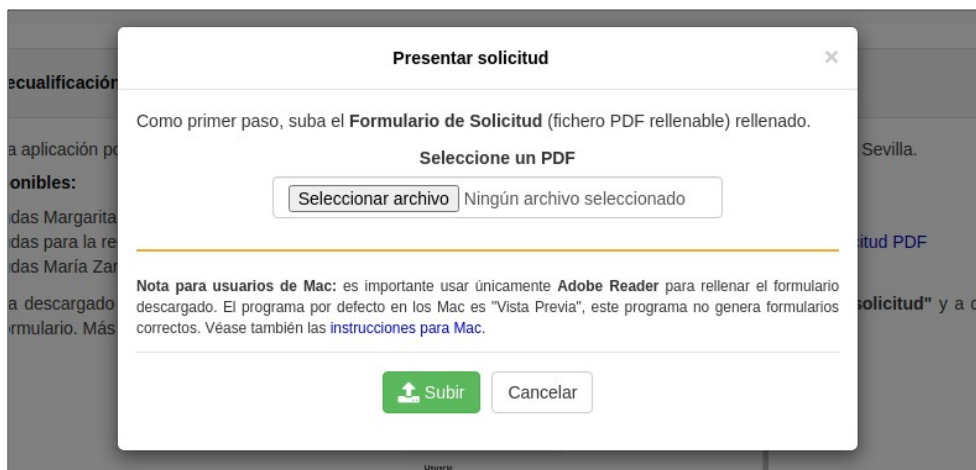 Presentar solicitud ×
ecualificación
Como primer paso, suba el Formulario de Solicitud (fichero PDF rellenable) rellenado.
a aplicación Sevilla.
Seleccione un PDF
onibles:
Seleccionar archivo Ningún archivo seleccionado
das Margarita
das para la re citud PDF
das María Zar
Nota para usuarios de Mac: es importante usar únicamente Adobe Reader para rellenar el formulario
a descargado descargado. El programa por defecto en los Mac es "Vista Previa", este programa no genera formularios solicitud" y a
rmulario. Más correctos. Véase también las instrucciones para Mac.
Subir Cancelar
Usuario